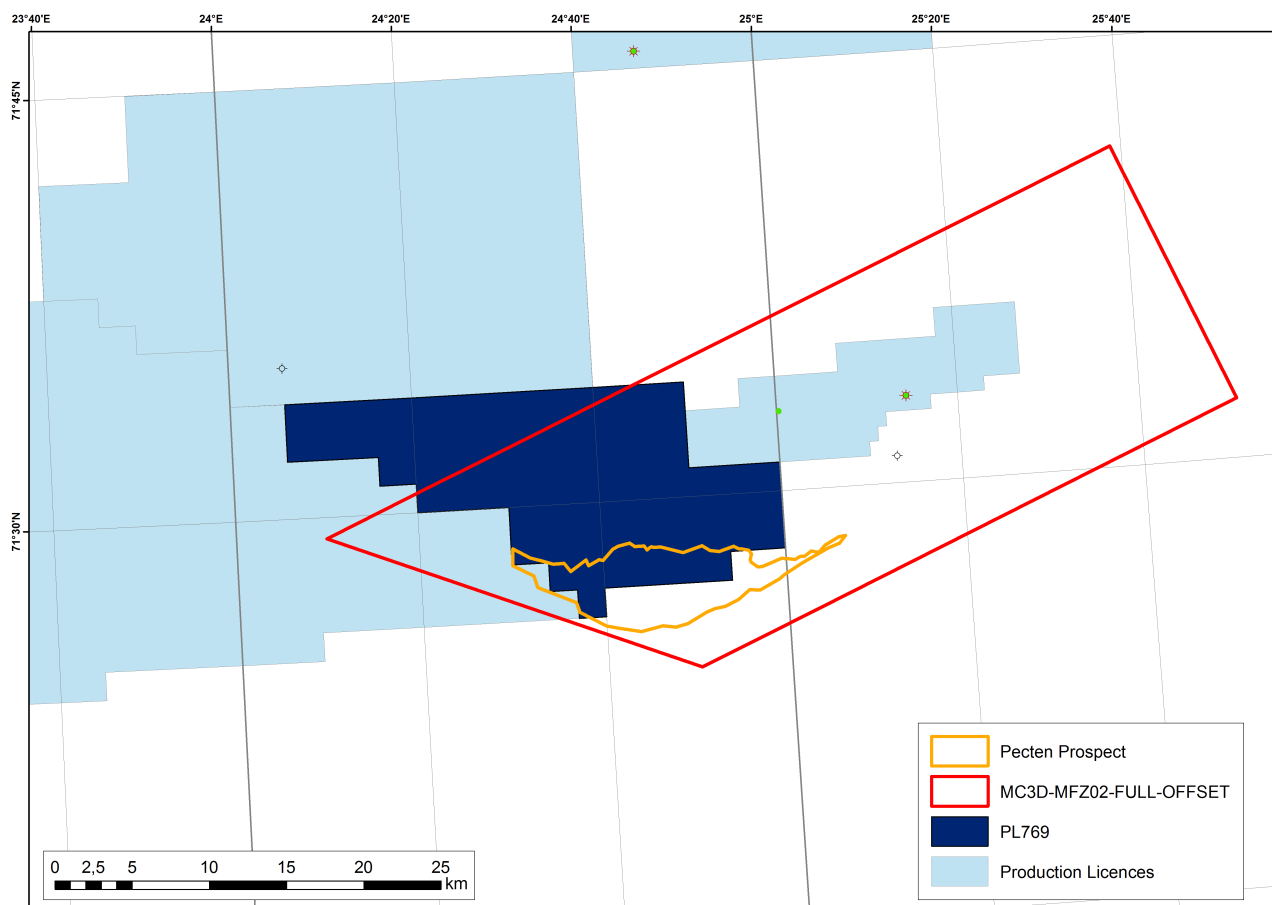 23°40'E 24°E 24°20'E 24°40'E 25°E 25°20'E 25°40'E
71°45'N
71°30'N
Pecten Prospect
MC3D-MFZ02-FULL-OFFSET
PL769
Production Licences
0 2,5 5 10 15 20 25
km